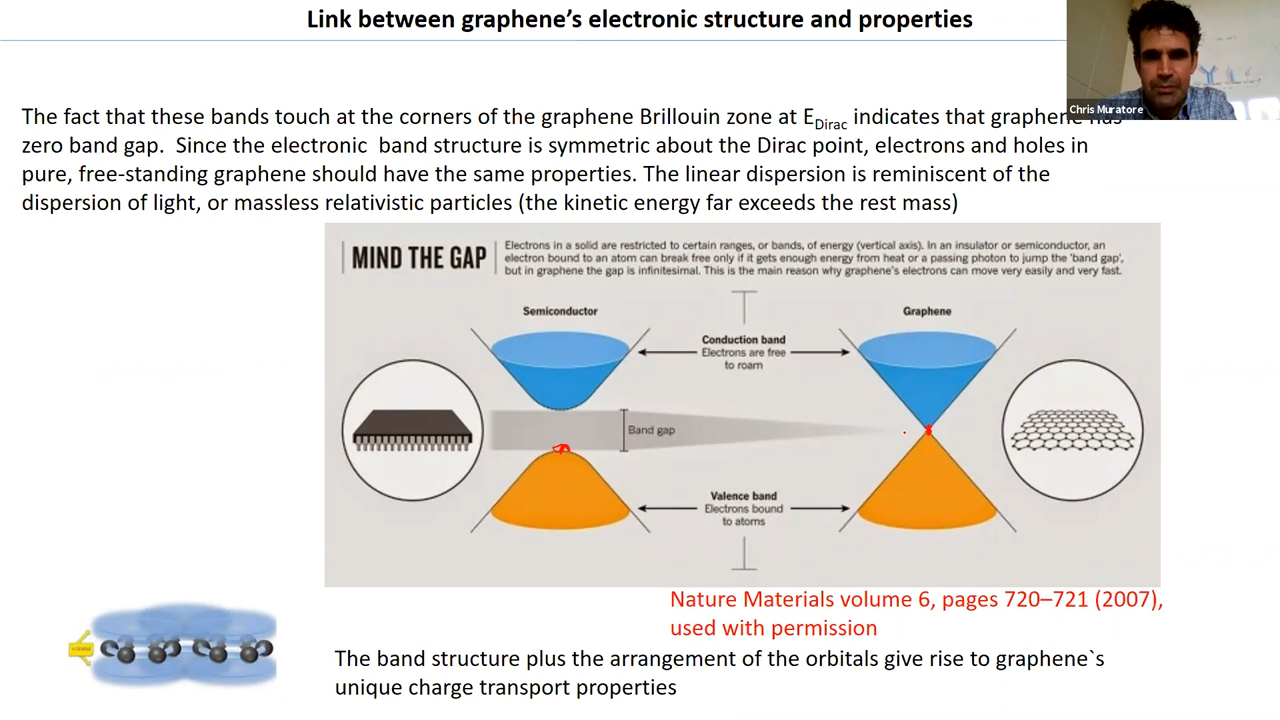 Link between graphene’s electronic structure and properties
Chris Muratore
The fact that these bands touch at the corners of the graphene Brillouin zone at EDirac indicates that graphene has
zero band gap. Since the electronic band structure is symmetric about the Dirac point, electrons and holes in
pure, free-standing graphene should have the same properties. The linear dispersion is reminiscent of the
dispersion of light, or massless relativistic particles (the kinetic energy far exceeds the rest mass)
MIND THE GAP
Electrons in a solid are restricted to certain ranges, or bands, of energy (vertical axis). In an insulator or semiconductor, an
electron bound to an atom can break free only if it gets enough energy from heat or a passing photon to jump the 'band gap',
but in graphene the gap is infinitesimal. This is the main reason why graphene's electrons can move very easily and very fast.
Semiconductor
Graphene
Conduction band
Electrons are free
to roam
Band gap
Valence band
Electrons bound
to atoms
Nature Materials volume 6, pages 720–721 (2007),
used with permission
The band structure plus the arrangement of the orbitals give rise to graphene`s
unique charge transport properties